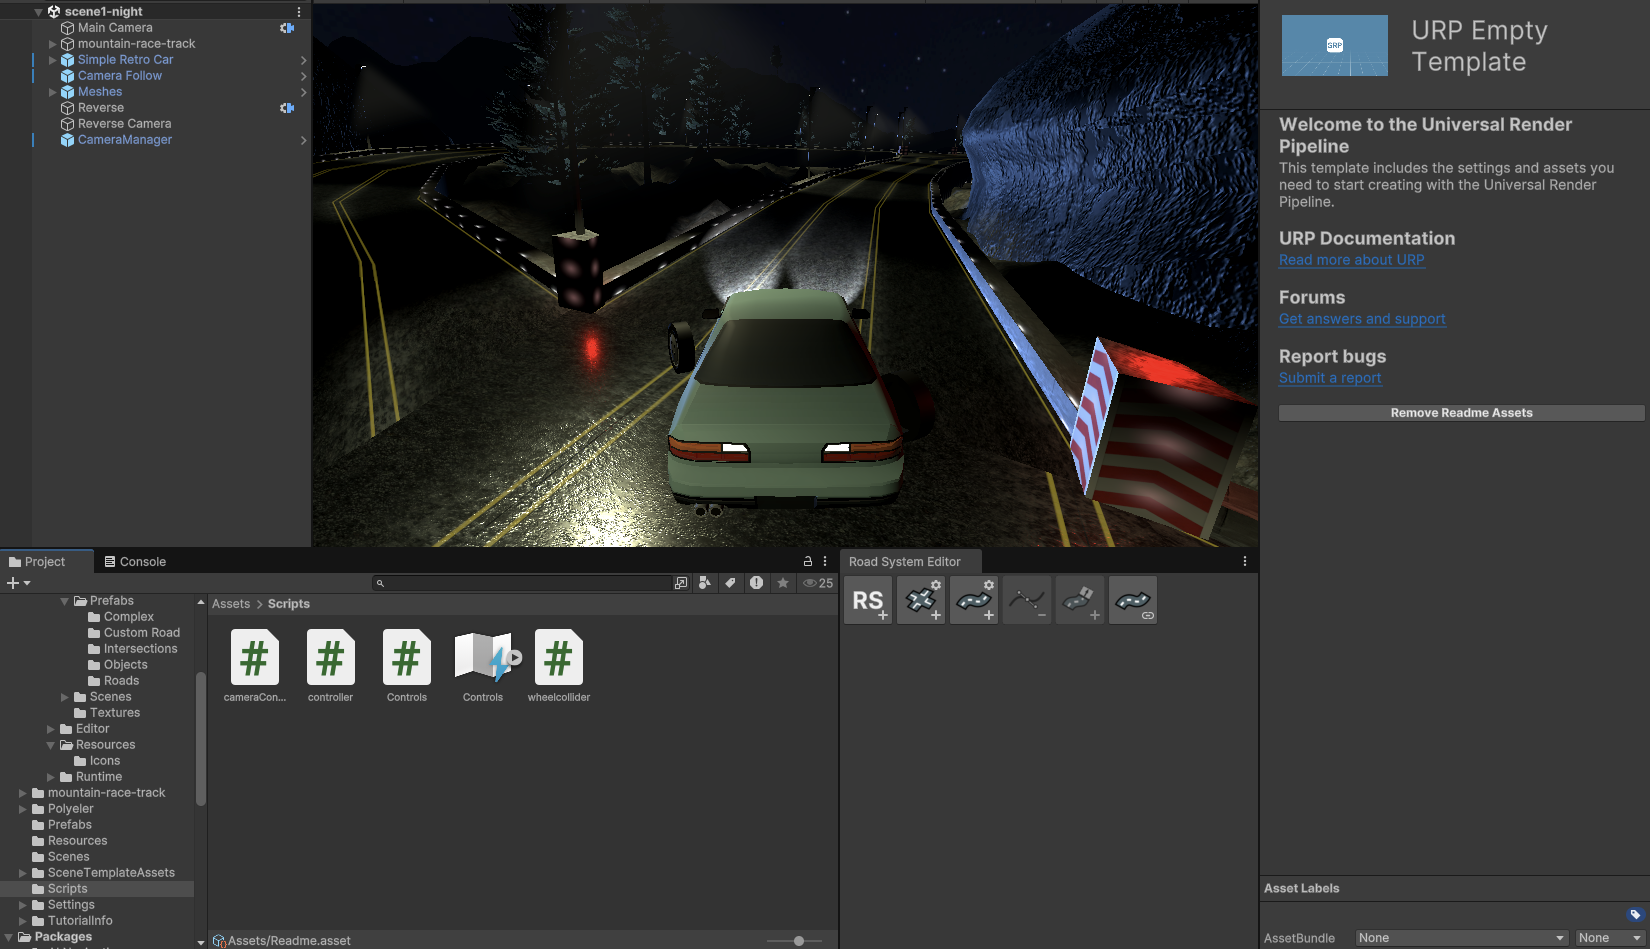 scene1-night
Main Camera
mountain-race-track
Simple Retro Car
Camera Follow
Meshes
Reverse
Reverse Camera
CameraManager
SRP
URP Empty
Template
Welcome to the Universal Render
Pipeline
This template includes the settings and assets you
need to start creating with the Universal Render
Pipeline.
URP Documentation
Read more about URP
Forums
Get answers and support
Report bugs
Submit a report
Remove Readme Assets
Project
Console
25
Prefabs
Complex
Custom Road
Intersections
Objects
Roads
Scenes
Textures
Editor
Resources
Icons
Runtime
mountain-race-track
Polyeler
Prefabs
Resources
Scenes
SceneTemplateAssets
Scripts
Settings
TutorialInfo
Packages
Assets > Scripts
cameraCon...
controller
Controls
Controls
wheelcollider
Assets/Readme.asset
Road System Editor
RS
Asset Labels
AssetBundle
None
None